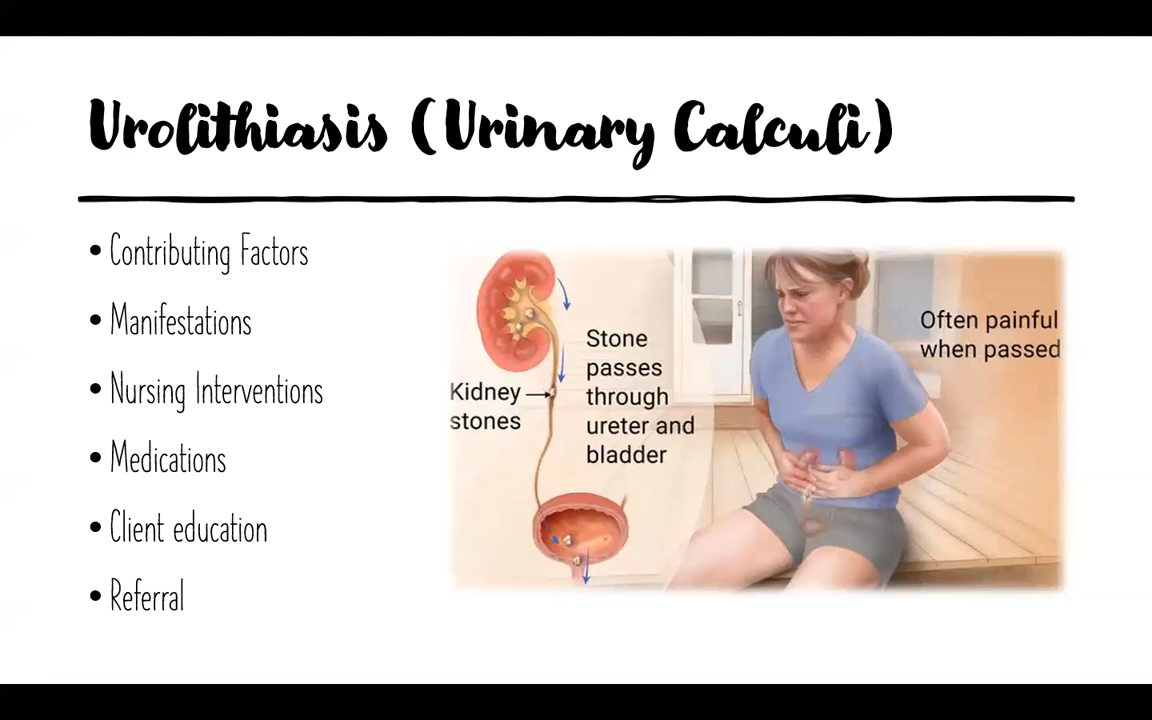 Urolithiasis (Urinary Calculi)
• Contributing Factors
• Manifestations
• Nursing Interventions
• Medications
• Client education
• Referral
Kidney
stones
Stone
passes
through
ureter and
bladder
Often painful
when passed